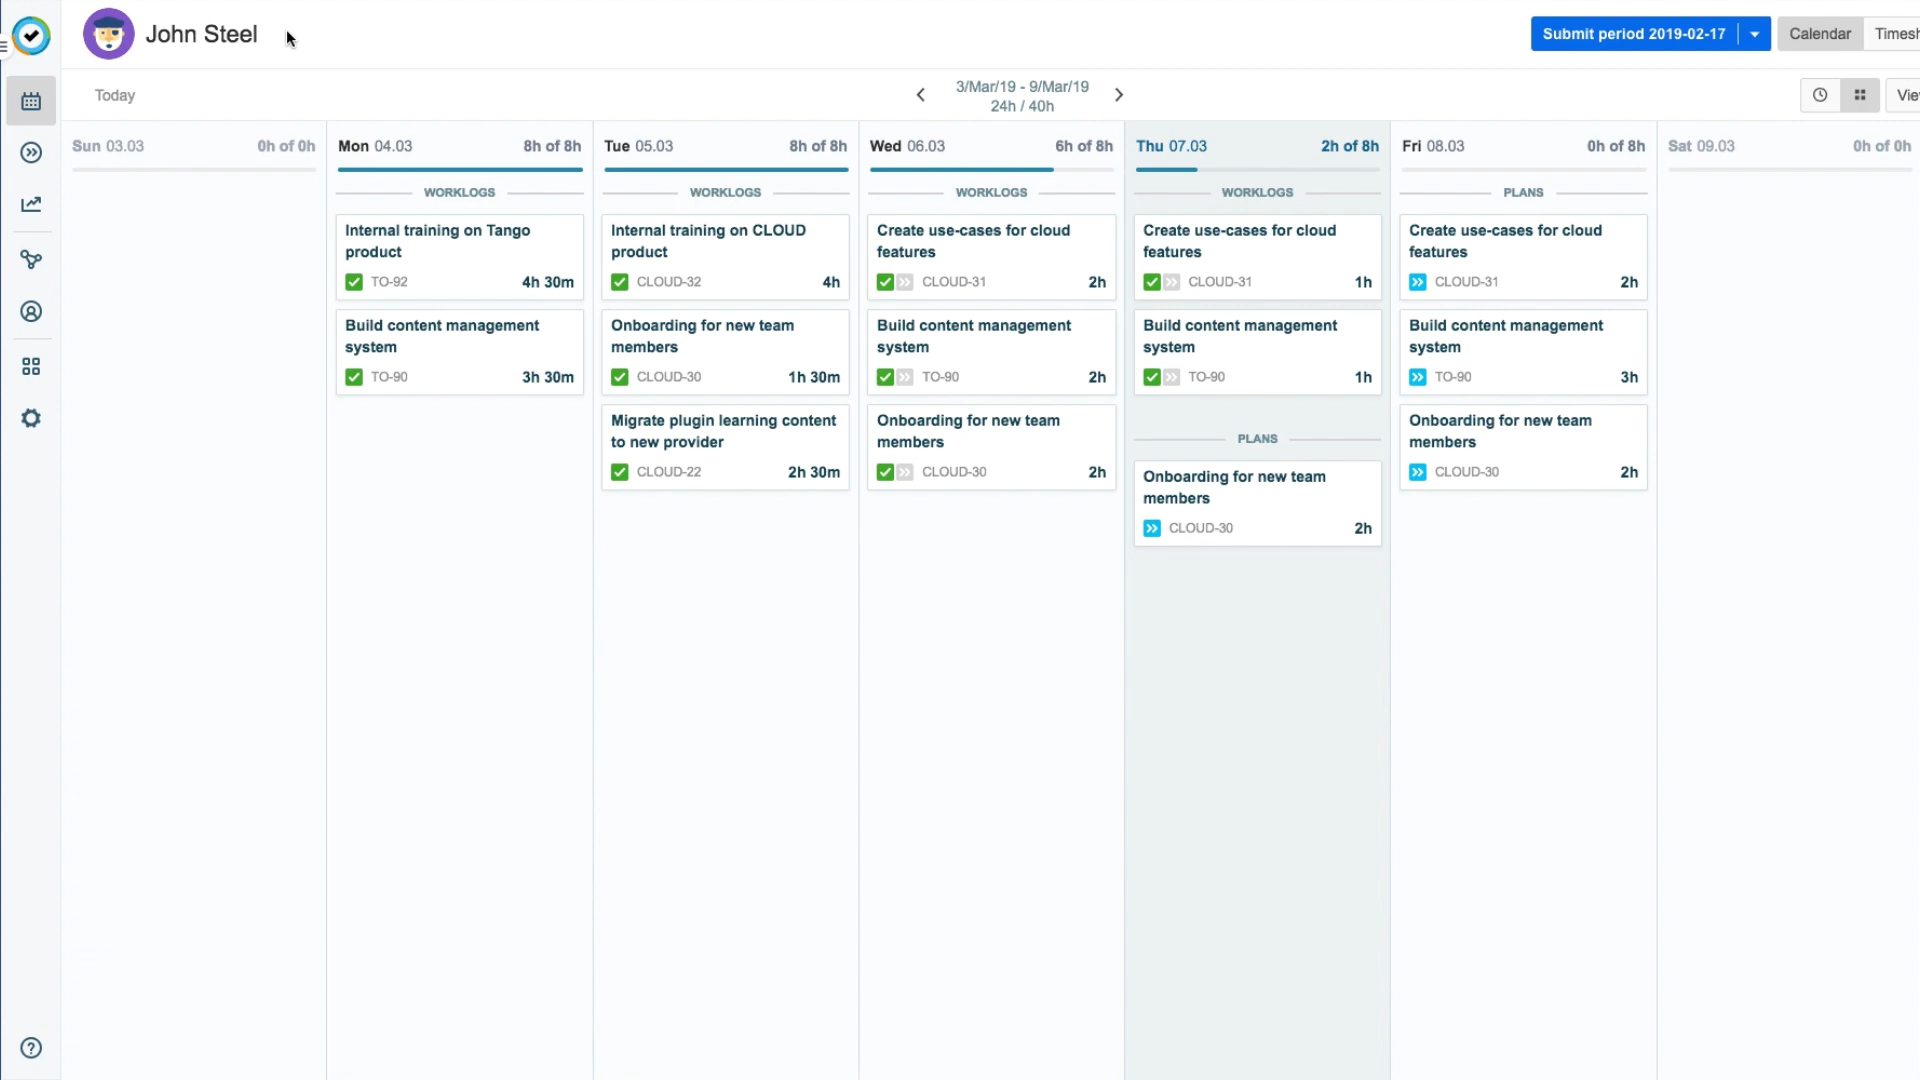 John Steel
Submit period 2019-02-17
Calendar
Timesh
Today
3/Mar/19 - 9/Mar/19
24h / 40h
Vie
Sun 03.03 0h of 0h
Mon 04.03 8h of 8h
Tue 05.03 8h of 8h
Wed 06.03 6h of 8h
Thu 07.03 2h of 8h
Fri 08.03 0h of 8h
Sat 09.03 0h of 0h
WORKLOGS
Internal training on Tango
product
TO-92 4h 30m
Build content management
system
TO-90 3h 30m
WORKLOGS
Internal training on CLOUD
product
CLOUD-32 4h
Onboarding for new team
members
CLOUD-30 1h 30m
Migrate plugin learning content
to new provider
CLOUD-22 2h 30m
WORKLOGS
Create use-cases for cloud
features
CLOUD-31 2h
Build content management
system
TO-90 2h
Onboarding for new team
members
CLOUD-30 2h
WORKLOGS
Create use-cases for cloud
features
CLOUD-31 1h
Build content management
system
TO-90 1h
PLANS
Onboarding for new team
members
CLOUD-30 2h
PLANS
Create use-cases for cloud
features
CLOUD-31 2h
Build content management
system
TO-90 3h
Onboarding for new team
members
CLOUD-30 2h